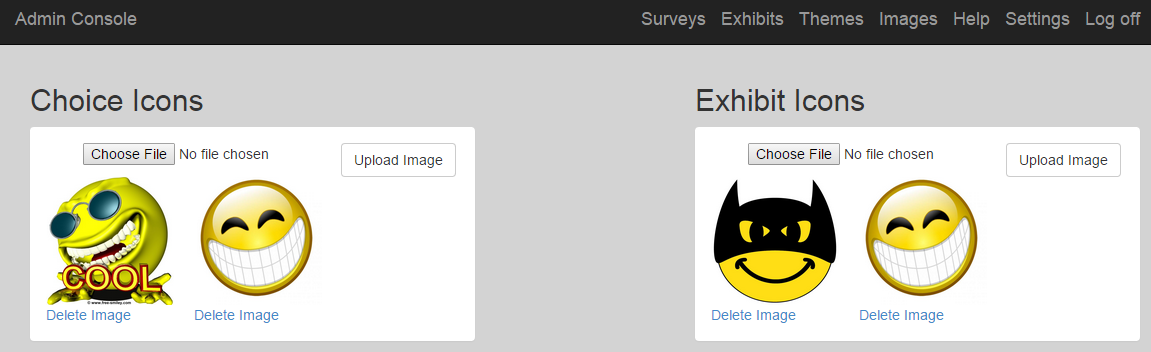 Admin Console Surveys Exhibits Themes Images Help Settings Log off
Choice Icons
Choose File No file chosen Upload Image
COOL
© www.free-smiley.com
Delete Image Delete Image
Exhibit Icons
Choose File No file chosen Upload Image
Delete Image Delete Image